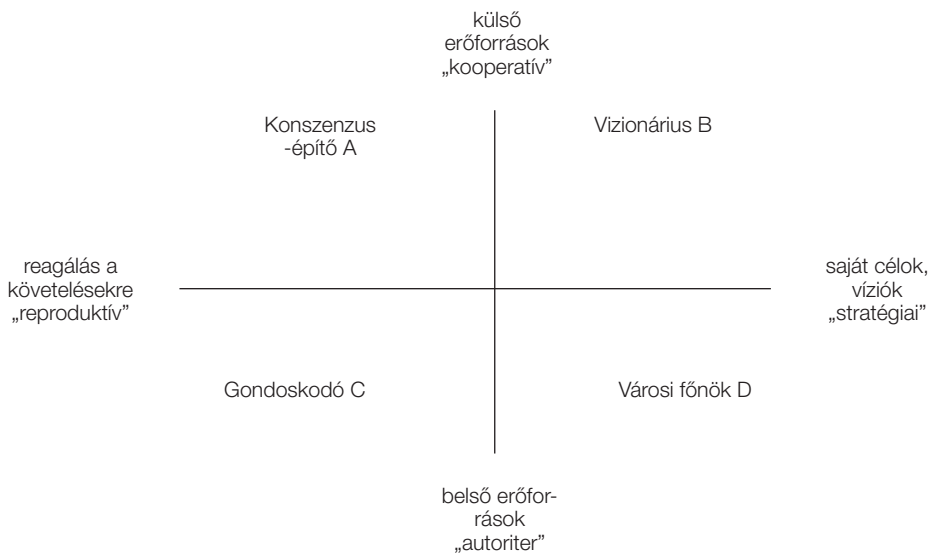 külső
erőforrások
„kooperatív”
Konszenzus
-építő A
Vizionárius B
reagálás a
követelésekre
„reproduktív”
saját célok,
víziók
„stratégiai”
Gondoskodó C
Városi főnök D
belső erőfor-
rások
„autoriter”